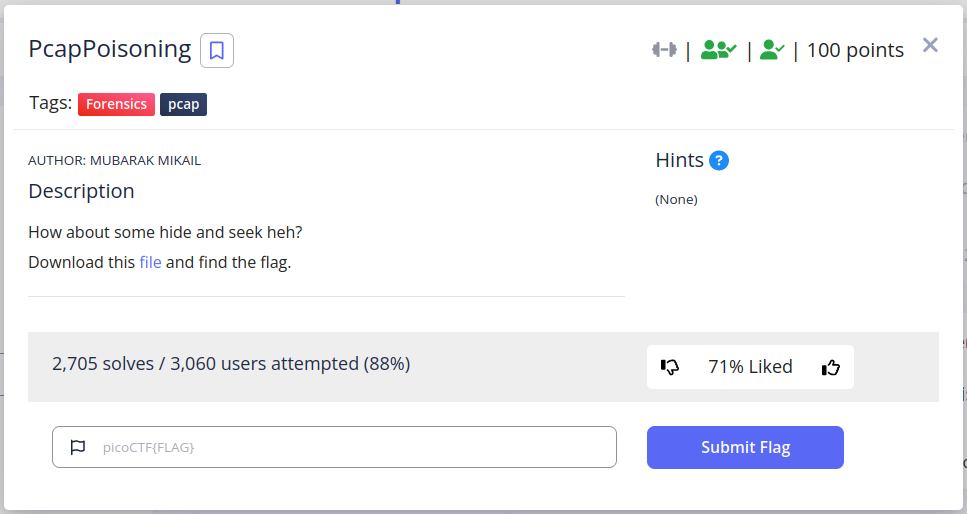 PcapPoisoning
| | | 100 points
Tags: Forensics pcap
AUTHOR: MUBARAK MIKAIL
Hints ?
Description
(None)
How about some hide and seek heh?
Download this file and find the flag.
2,705 solves / 3,060 users attempted (88%)
71% Liked
picoCTF{FLAG}
Submit Flag